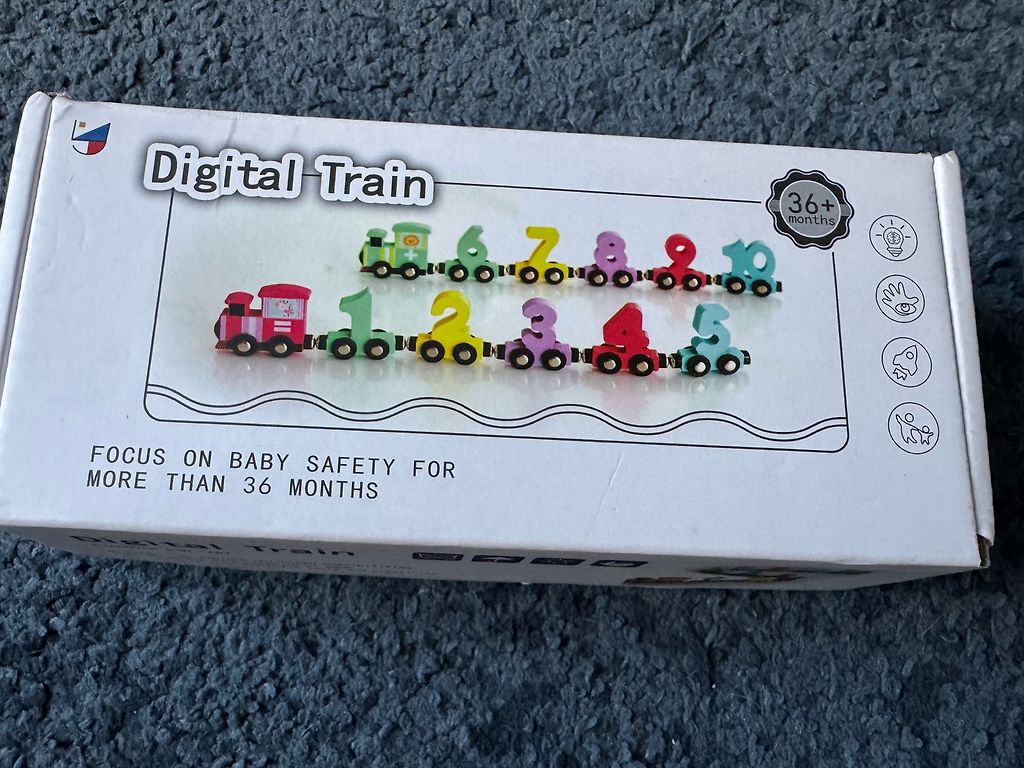 Digital Train
36+
months
6 7 8 9 10
1 2 3 4 5
FOCUS ON BABY SAFETY FOR
MORE THAN 36 MONTHS
Digital Train